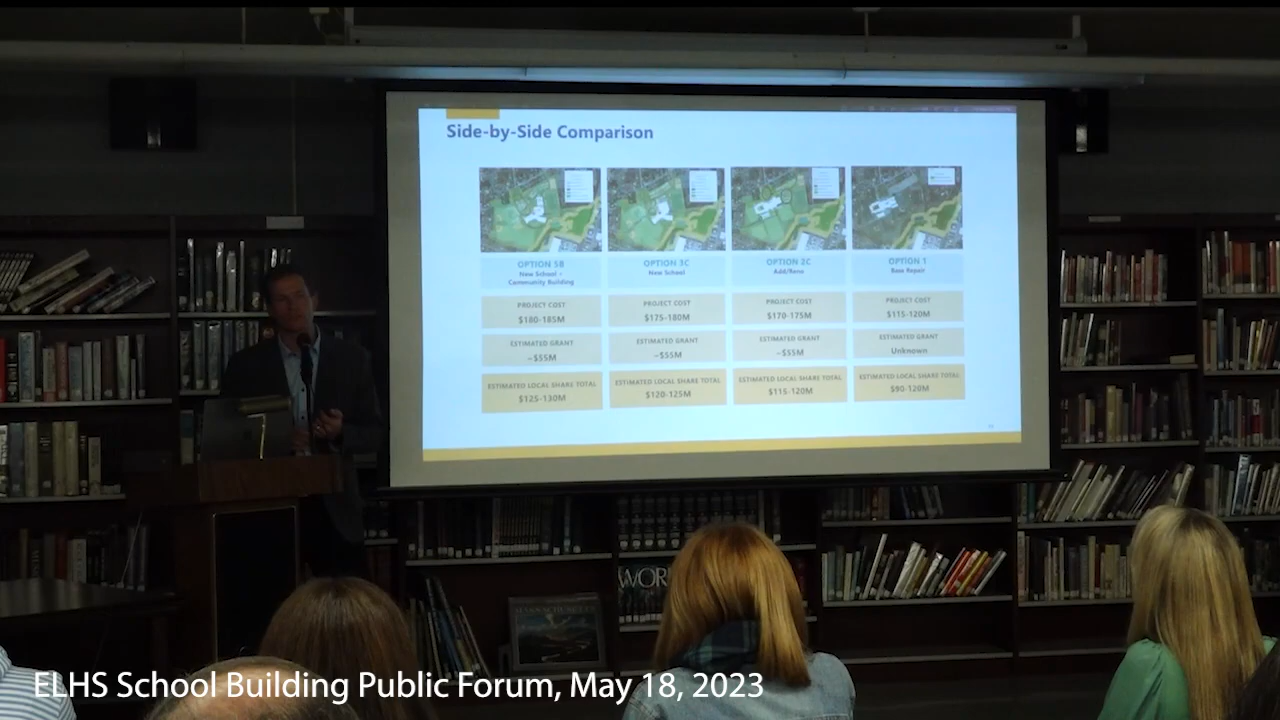 Side-by-Side Comparison
OPTION 5B
New School +
Community Building
OPTION 3C
New School
OPTION 2C
Add/Reno
OPTION 1
Base Repair
PROJECT COST
$180-185M
PROJECT COST
$175-180M
PROJECT COST
$170-175M
PROJECT COST
$115-120M
ESTIMATED GRANT
~$55M
ESTIMATED GRANT
~$55M
ESTIMATED GRANT
~$55M
ESTIMATED GRANT
Unknown
ESTIMATED LOCAL SHARE TOTAL
$125-130M
ESTIMATED LOCAL SHARE TOTAL
$120-125M
ESTIMATED LOCAL SHARE TOTAL
$115-120M
ESTIMATED LOCAL SHARE TOTAL
$90-120M
MASSACHUSETTS
ELHS School Building Public Forum, May 18, 2023